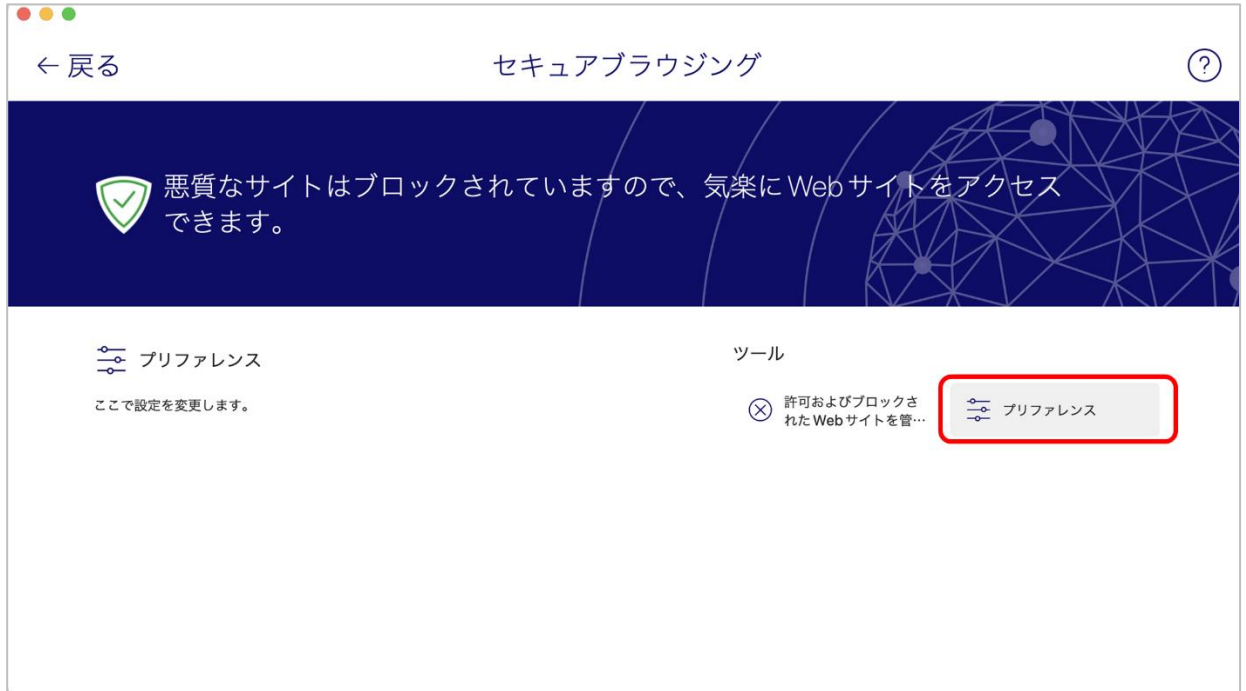 ←戻る
セキュアブラウジング
?
悪質なサイトはブロックされていますので、気楽にWebサイトをアクセス
できます。
プリファレンス
ここで設定を変更します。
ツール
許可およびブロックさ
れたWebサイトを管…
プリファレンス